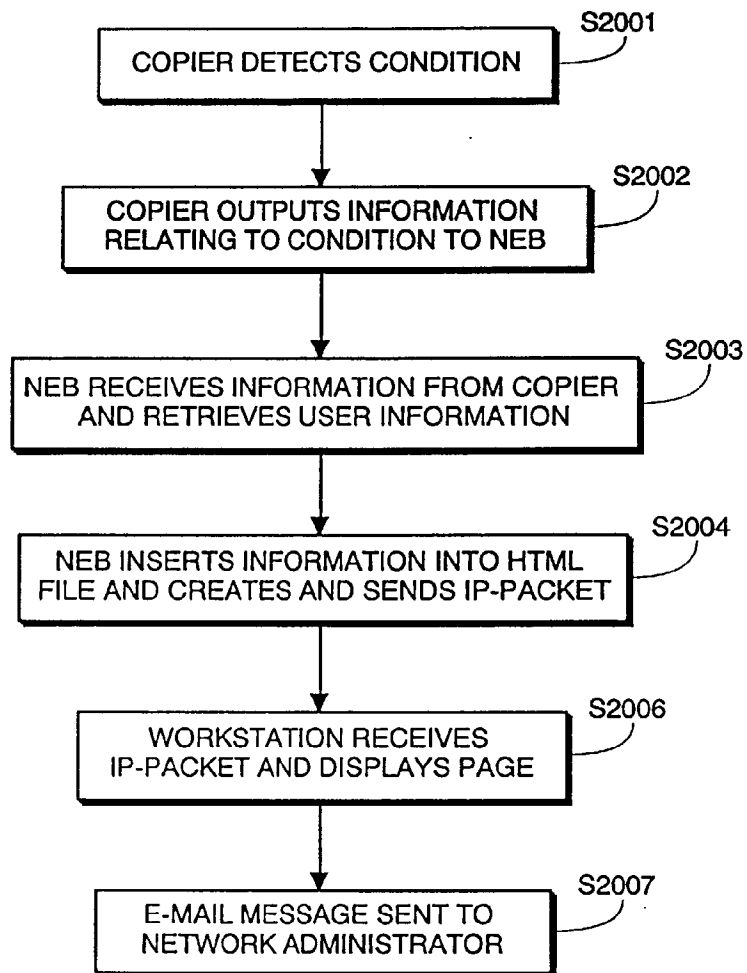 S2001
COPIER DETECTS CONDITION
S2002
COPIER OUTPUTS INFORMATION
RELATING TO CONDITION TO NEB
S2003
NEB RECEIVES INFORMATION FROM COPIER
AND RETRIEVES USER INFORMATION
S2004
NEB INSERTS INFORMATION INTO HTML
FILE AND CREATES AND SENDS IP-PACKET
S2006
WORKSTATION RECEIVES
IP-PACKET AND DISPLAYS PAGE
S2007
E-MAIL MESSAGE SENT TO
NETWORK ADMINISTRATOR